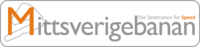 The Destination for Speed
Mittsverigebanan